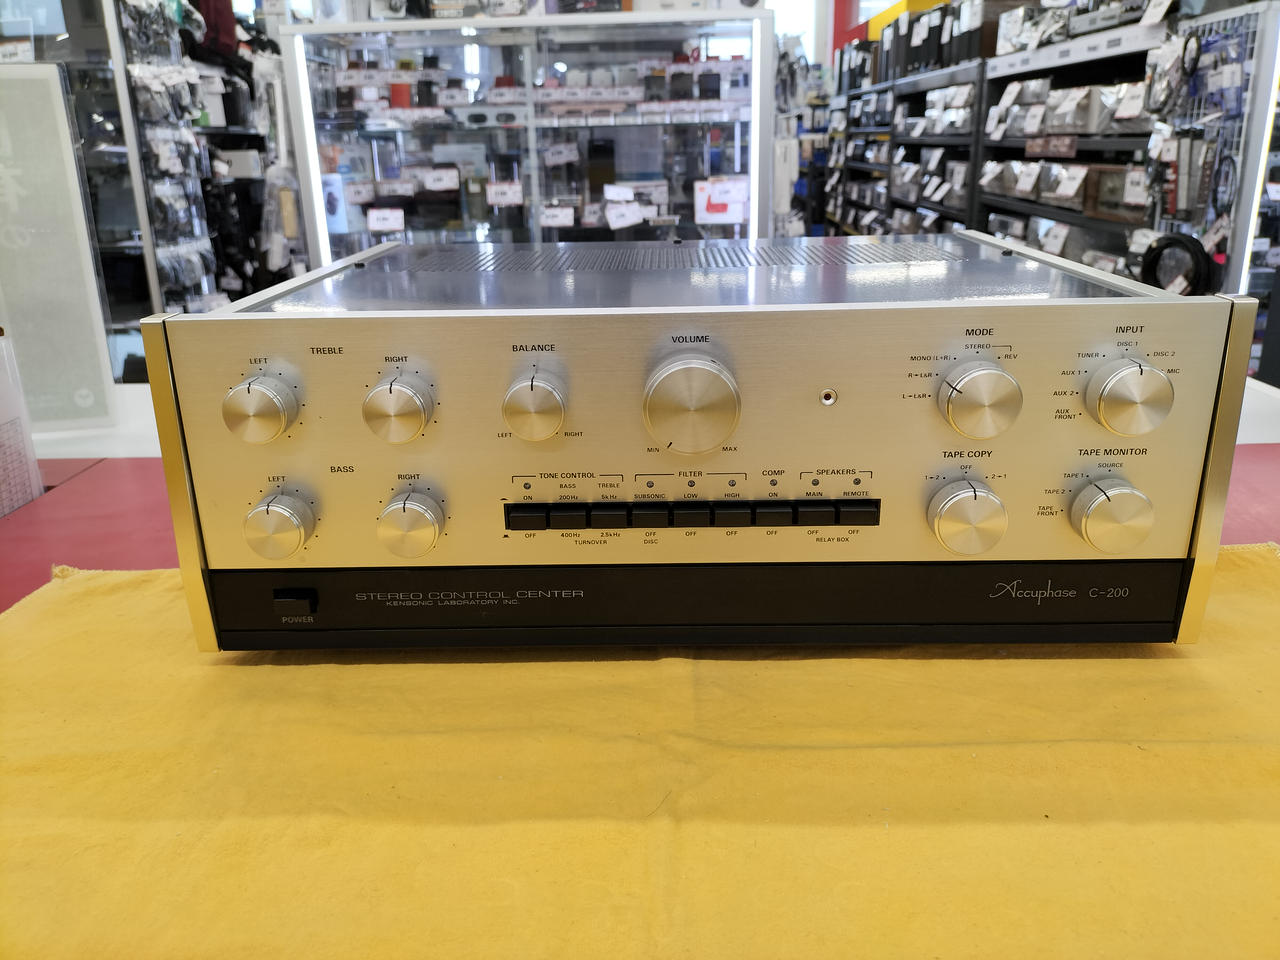 TREBLE
LEFT
RIGHT
BALANCE
LEFT
RIGHT
VOLUME
MIN
MAX
MODE
STEREO
MONO (L+R)
REV
R→L&R
L→L&R
INPUT
DISC 1
TUNER
DISC 2
AUX 1
MIC
AUX 2
AUX
FRONT
BASS
LEFT
RIGHT
TONE CONTROL
FILTER
COMP
SPEAKERS
BASS
TREBLE
ON
200Hz
5kHz
SUBSONIC
LOW
HIGH
ON
MAIN
REMOTE
OFF
400Hz
2.5kHz
OFF
OFF
OFF
OFF
OFF
OFF
TURNOVER
DISC
RELAY BOX
TAPE COPY
OFF
1→2
2→1
TAPE MONITOR
SOURCE
TAPE 1
TAPE 2
TAPE
FRONT
POWER
STEREO CONTROL CENTER
KENSONIC LABORATORY INC.
Accuphase C-200